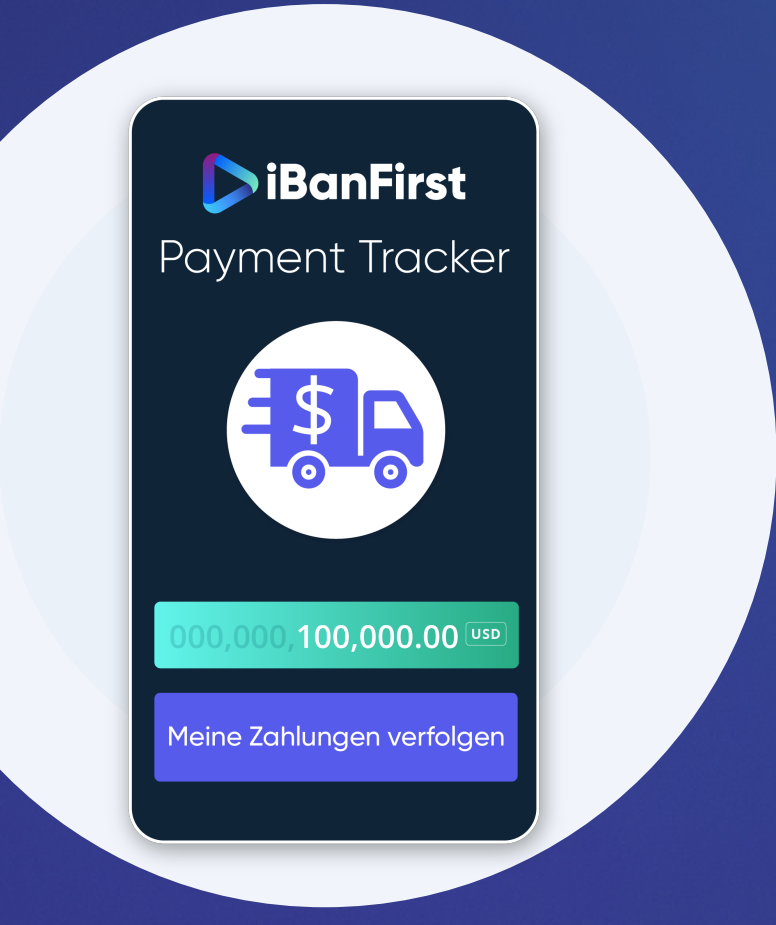 iBanFirst
Payment Tracker
$
000,000,100,000.00 USD
Meine Zahlungen verfolgen